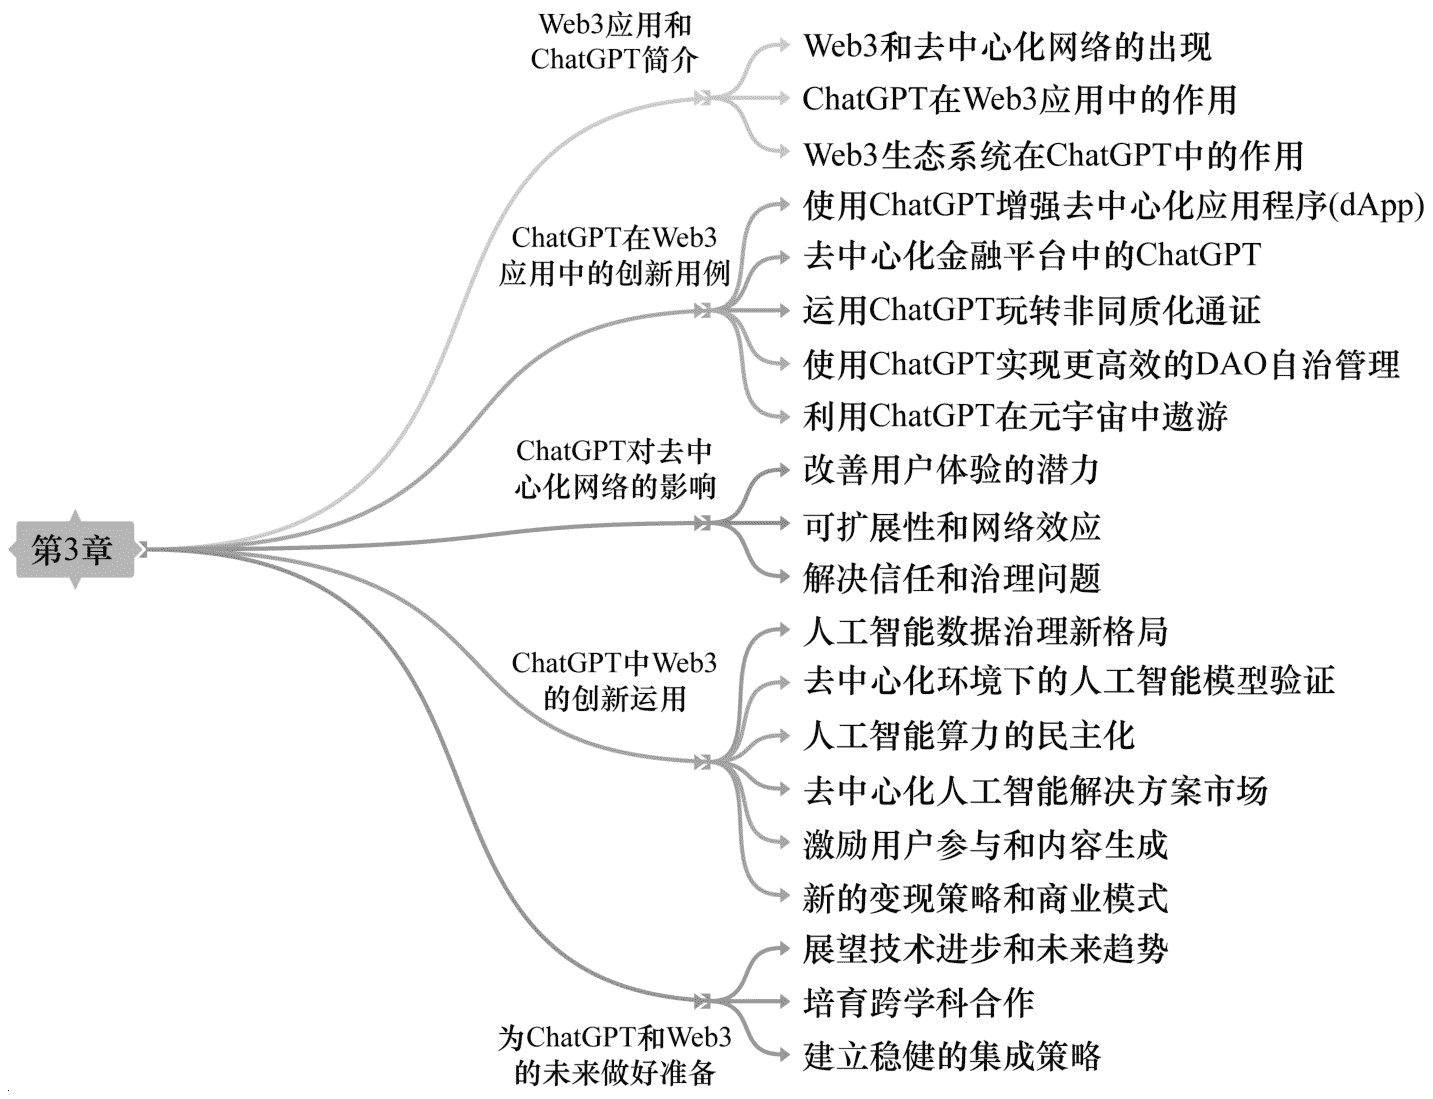 第3章
Web3应用和
ChatGPT简介
Web3和去中心化网络的出现
ChatGPT在Web3应用中的作用
Web3生态系统在ChatGPT中的作用
ChatGPT在Web3
应用中的创新用例
使用ChatGPT增强去中心化应用程序(dApp)
去中心化金融平台中的ChatGPT
运用ChatGPT玩转非同质化通证
使用ChatGPT实现更高效的DAO自治管理
利用ChatGPT在元宇宙中遨游
ChatGPT对去中
心化网络的影响
改善用户体验的潜力
可扩展性和网络效应
解决信任和治理问题
ChatGPT中Web3
的创新运用
人工智能数据治理新格局
去中心化环境下的人工智能模型验证
人工智能算力的民主化
去中心化人工智能解决方案市场
激励用户参与和内容生成
新的变现策略和商业模式
为ChatGPT和Web3
的未来做好准备
展望技术进步和未来趋势
培育跨学科合作
建立稳健的集成策略